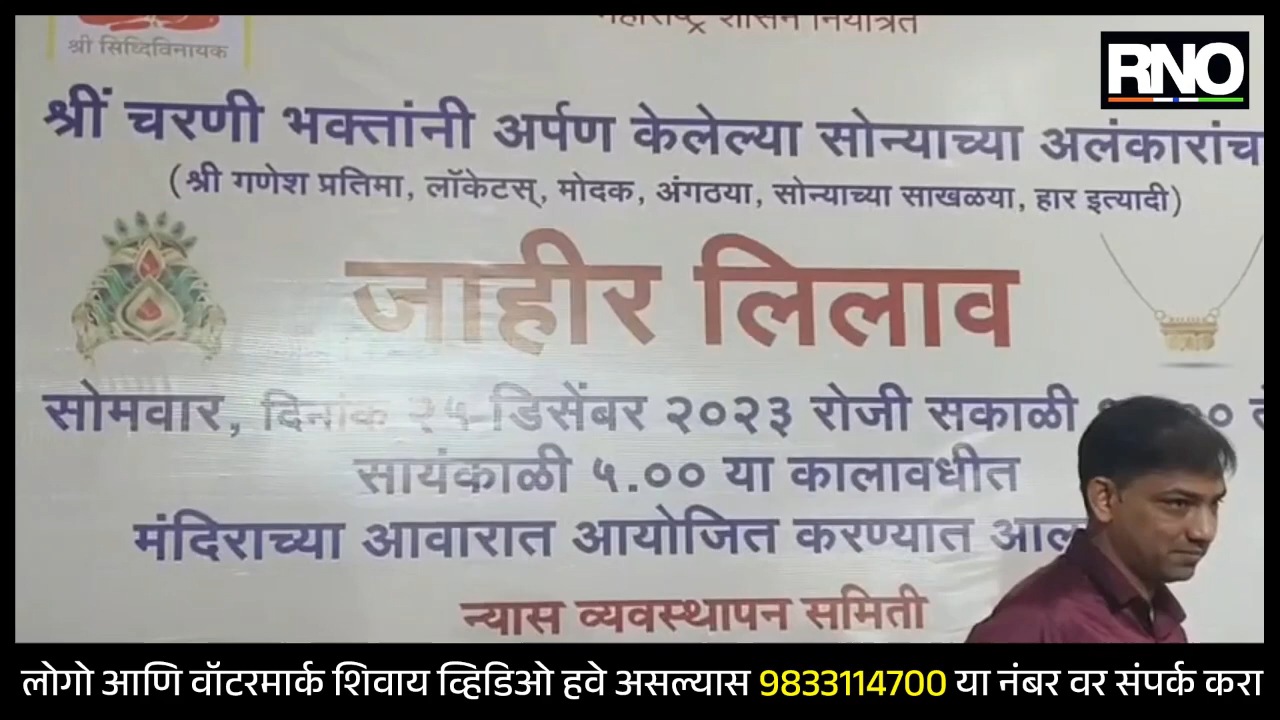 महाराष्ट्र शासन नियंत्रित
श्री सिध्दिविनायक
RNO
श्रीं चरणी भक्तांनी अर्पण केलेल्या सोन्याच्या
(श्री गणेश प्रतिमा, लॉकेटस्, मोदक, अंगठया, सोन्याच्या साखळया, हार इत्यादी)
जाहीर लिलाव
सोमवार, दिनांक २५ डिसेंबर २०२३ रोजी सकाळी
सायंकाळी ५.०० या कालावधीत
मंदिराच्या आवारात आयोजित करण्यात
न्यास व्यवस्थापन समिती
लोगो आणि वॉटरमार्क शिवाय व्हिडिओ हवे असल्यास 9833114700 या नंबर वर संपर्क करा